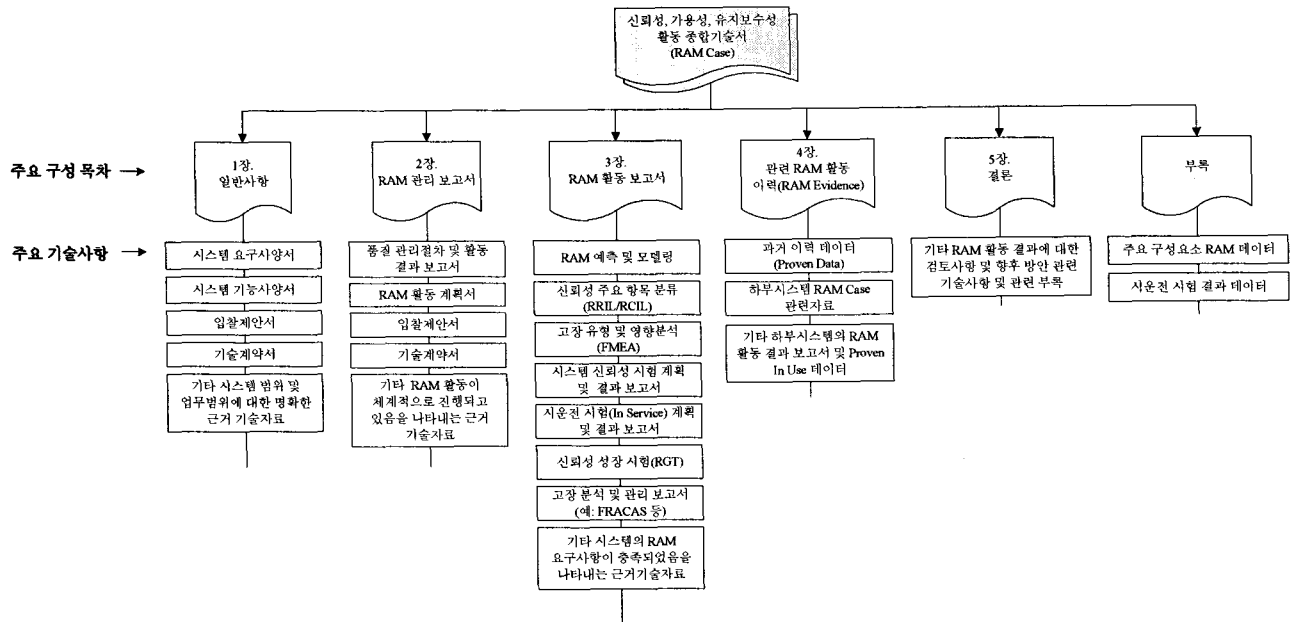 신뢰성, 가용성, 유지보수성
활동 종합기술서
(RAM Case)
주요 구성 목차
1장.
일반사항
2장.
RAM 관리 보고서
3장.
RAM 활동 보고서
4장.
관련 RAM 활동
이력(RAM Evidence)
5장.
결론
부록
주요 기술사항
시스템 요구사양서
시스템 기능사양서
입찰제안서
기술계약서
기타 시스템 범위 및
업무범위에 대한 명확한
근거 기술자료
품질 관리절차 및 활동
결과 보고서
RAM 활동 계획서
입찰제안서
기술계약서
기타 RAM 활동이
체계적으로 진행되고
있음을 나타내는 근거
기술자료
RAM 예측 및 모델링
신뢰성 주요 항목 분류
(RRIL/RCIL)
고장 유형 및 영향분석
(FMEA)
시스템 신뢰성 시험 계획
및 결과 보고서
시운전 시험(In Service) 계획
및 결과 보고서
신뢰성 성장 시험(RGT)
고장 분석 및 관리 보고서
(예: FRACAS 등)
기타 시스템의 RAM
요구사항이 충족되었음을
나타내는 근거기술자료
과거 이력 데이터
(Proven Data)
하부시스템 RAM Case
관련자료
기타 하부시스템의 RAM
활동 결과 보고서 및 Proven
In Use 데이터
기타 RAM 활동 결과에 대한
검토사항 및 향후 방안 관련
기술사항 및 관련 부록
주요 구성요소 RAM 데이터
시운전 시험 결과 데이터